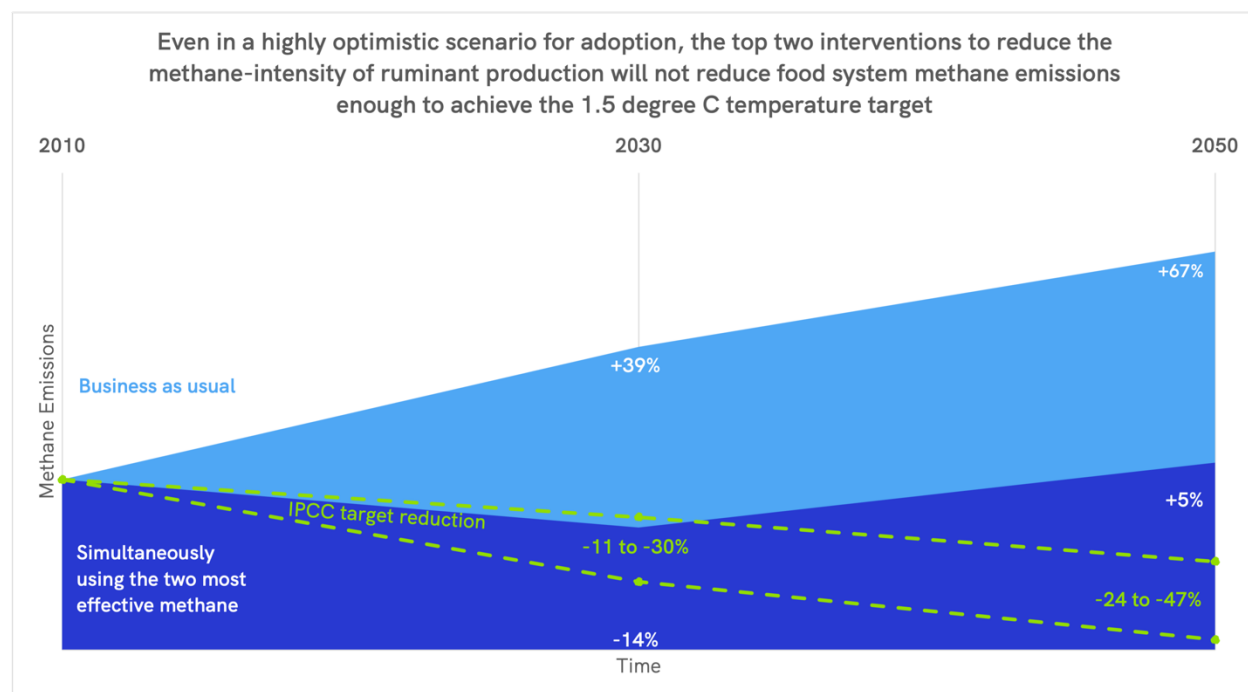 Even in a highly optimistic scenario for adoption, the top two interventions to reduce the
methane-intensity of ruminant production will not reduce food system methane emissions
enough to achieve the 1.5 degree C temperature target
2010
2030
2050
Methane Emissions
+67%
+39%
Business as usual
IPCC target reduction
+5%
-11 to -30%
Simultaneously
using the two most
effective methane
-24 to -47%
-14%
Time